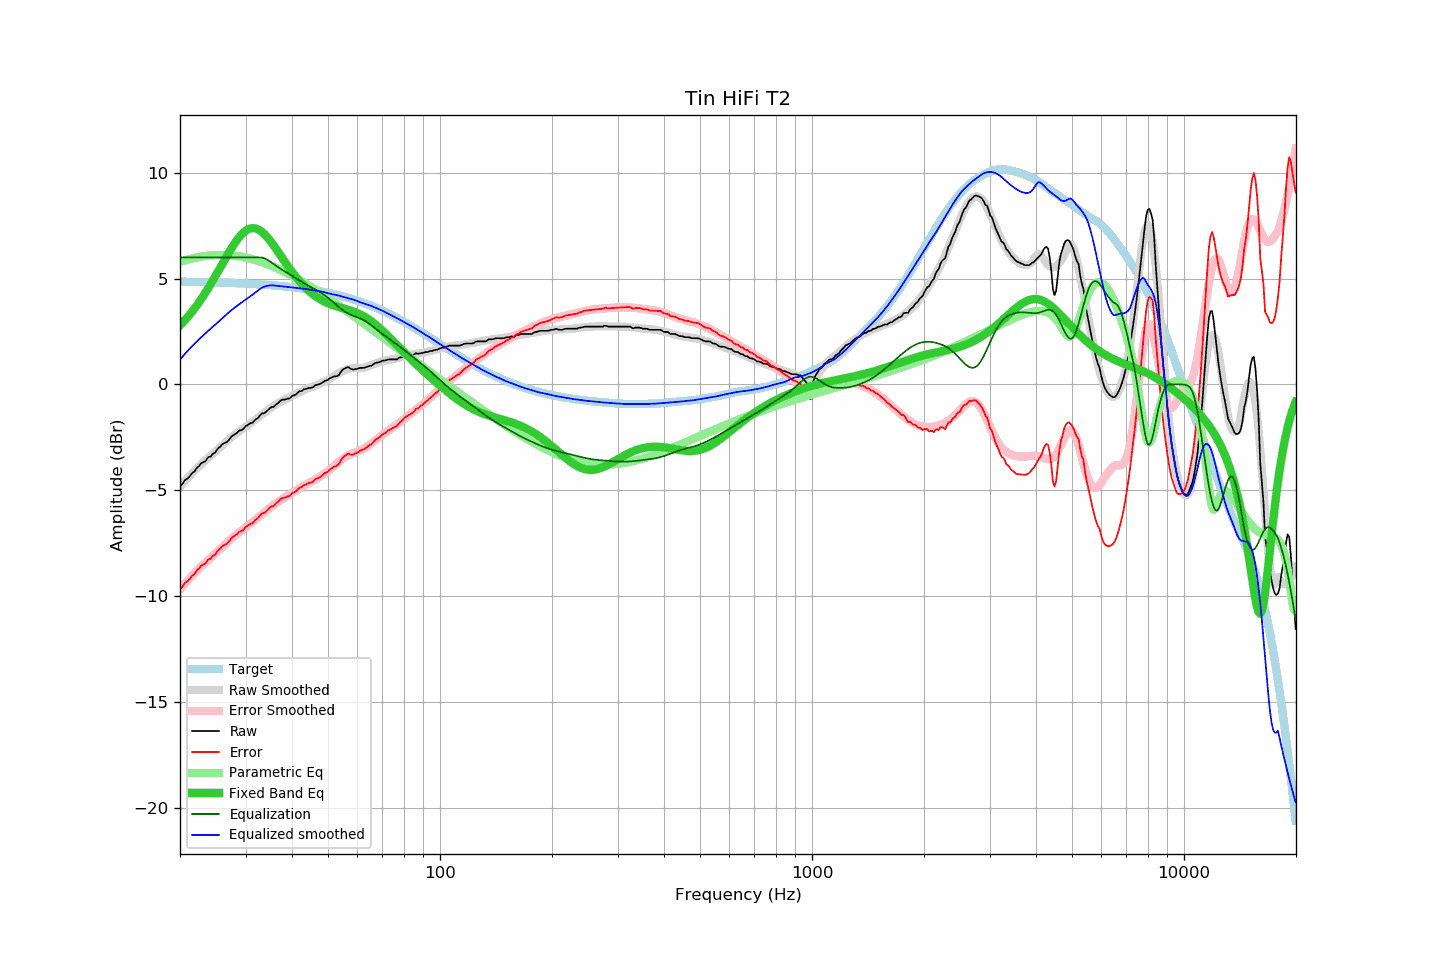 Tin HiFi T2
Amplitude (dBr)
10
5
0
−5
−10
−15
−20
Target
Raw Smoothed
Error Smoothed
Raw
Error
Parametric Eq
Fixed Band Eq
Equalization
Equalized smoothed
100
1000
10000
Frequency (Hz)